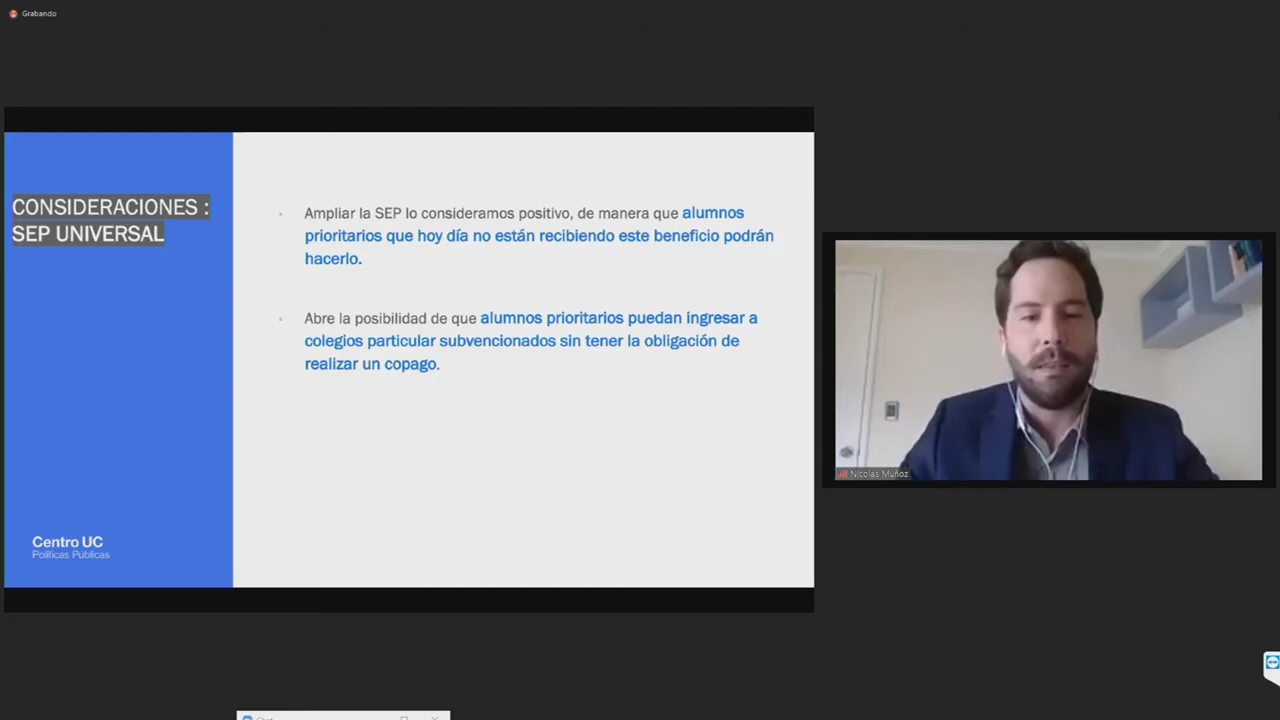 Grabando
CONSIDERACIONES :
SEP UNIVERSAL
Ampliar la SEP lo consideramos positivo, de manera que alumnos
prioritarios que hoy día no están recibiendo este beneficio podrán
hacerlo.
Abre la posibilidad de que alumnos prioritarios puedan ingresar a
colegios particular subvencionados sin tener la obligación de
realizar un copago.
Centro UC
Políticas Públicas
Nicolas Muñoz